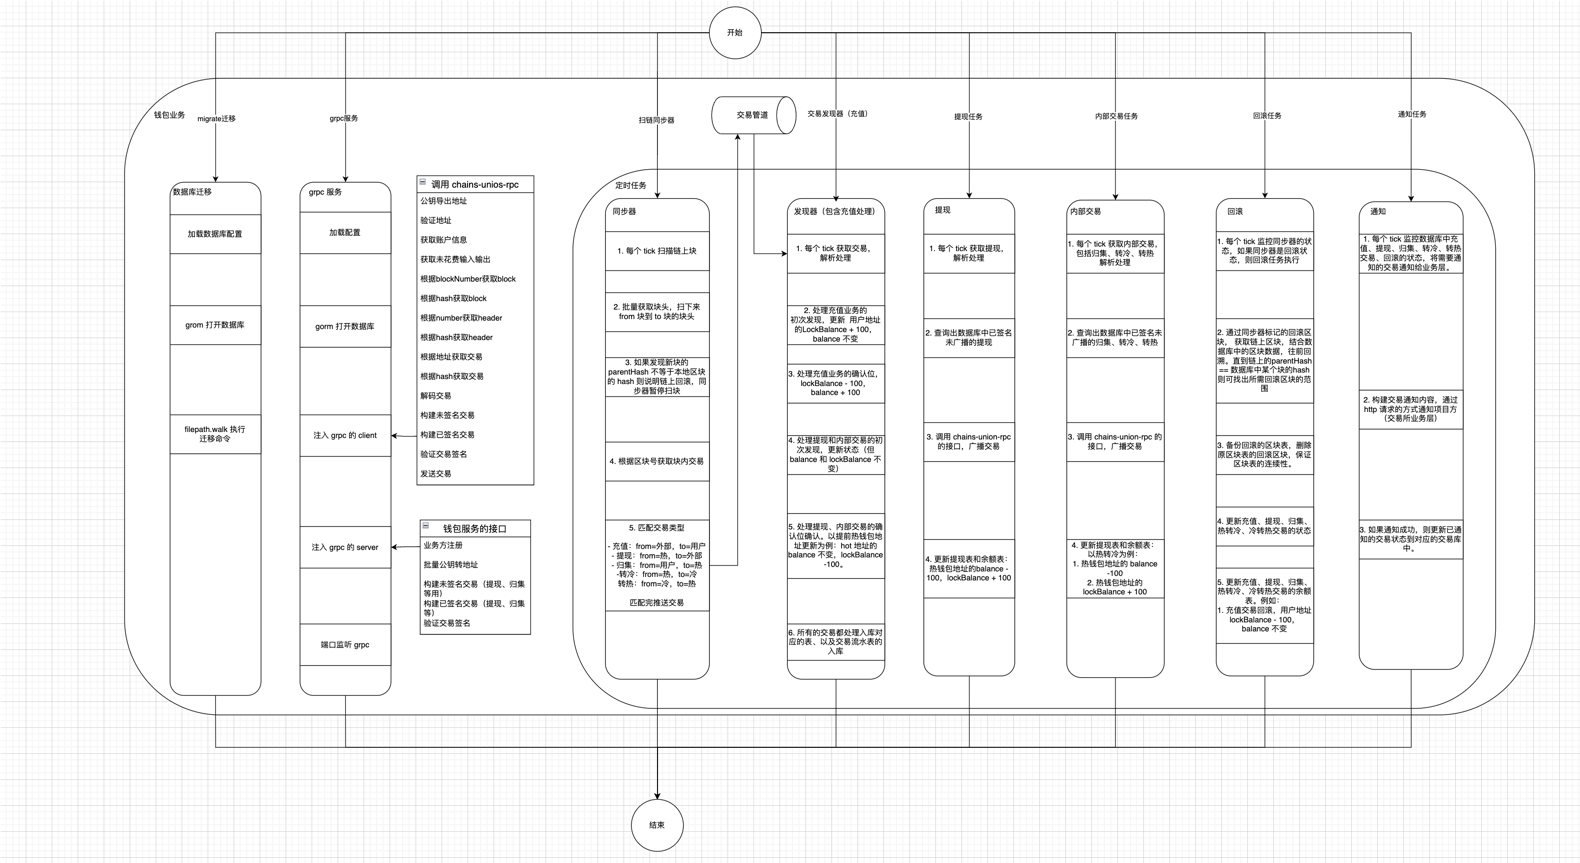 开始
钱包业务
migrate迁移
grpc服务
扫链同步器
交易管道
交易发现器（充值）
提现任务
内部交易任务
回滚任务
通知任务
数据库迁移
加载数据库配置
grom 打开数据库
filepath.walk 执行
迁移命令
grpc 服务
加载配置
gorm 打开数据库
注入 grpc 的 client
注入 grpc 的 server
端口监听 grpc
调用 chains-unios-rpc
公钥导出地址
验证地址
获取账户信息
获取未花费输入输出
根据blockNumber获取block
根据hash获取block
根据number获取header
根据hash获取header
根据地址获取交易
根据hash获取交易
解码交易
构建未签名交易
构建已签名交易
验证交易签名
发送交易
钱包服务的接口
业务方注册
批量公钥转地址
构建未签名交易（提现、归集
等用）
构建已签名交易（提现、归集
等）
验证交易签名
定时任务
同步器
1. 每个 tick 扫描链上块
2. 批量获取块头，扫下来
from 块到 to 块的块头
3. 如果发现新块的
parentHash 不等于本地区块
的 hash 则说明链上回滚，同
步器暂停扫块
4. 根据区块号获取块内交易
5. 匹配交易类型
- 充值：from=外部，to=用户
- 提现：from=热，to=外部
- 归集：from=用户，to=热
-转冷：from=热，to=冷
转热：from=冷，to=热
匹配完推送交易
发现器（包含充值处理）
1. 每个 tick 获取交易，
解析处理
2. 处理充值业务的
初次发现，更新 用户地址
的LockBalance + 100，
balance 不变
3. 处理充值业务的确认位，
lockBalance - 100，
balance + 100
4. 处理提现和内部交易的初
次发现，更新状态（但
balance 和 lockBalance 不
变）
5. 处理提现、内部交易的确
认位确认。以提前热钱包地
址更新为例：hot 地址的
balance 不变，lockBalance
-100。
6. 所有的交易都处理入库对
应的表、以及交易流水表的
入库
提现
1. 每个 tick 获取提现，
解析处理
2. 查询出数据库中已签名
未广播的提现
3. 调用 chains-union-rpc
的接口，广播交易
4. 更新提现表和余额表：
热钱包地址的balance -
100，lockBalance + 100
内部交易
1. 每个 tick 获取内部交易，
包括归集、转冷、转热
解析处理
2. 查询出数据库中已签名未
广播的归集、转冷、转热
3. 调用 chains-union-rpc 的
接口，广播交易
4. 更新提现表和余额表：
以热转冷为例：
1. 热钱包地址的 balance
-100
2. 热钱包地址的
lockBalance + 100
回滚
1. 每个 tick 监控同步器的状
态，如果同步器是回滚状
态，则回滚任务执行
2. 通过同步器标记的回滚区
块， 获取链上区块，结合
数据库中的区块数据，往前回
溯。直到链上的parentHash
== 数据库中某个块的hash
则可找出所需回滚区块的范
围
3. 备份回滚的区块表，删除
原区块表的回滚区块，保证
区块表的连续性。
4. 更新充值、提现、归集、
热转冷、冷转热交易的状态
5. 更新充值、提现、归集、
热转冷、冷转热交易的余额
表。例如：
1. 充值交易回滚，用户地址
lockBalance - 100，
balance 不变
通知
1. 每个 tick 监控数据库中充
值、提现、归集、转冷、转热
交易、回滚的状态，将需要通
知的交易通知给业务层。
2. 构建交易通知内容，通过
http 请求的方式通知项目方
（交易所业务层）
3. 如果通知成功，则更新已通
知的交易状态到对应的交易库
中。
结束